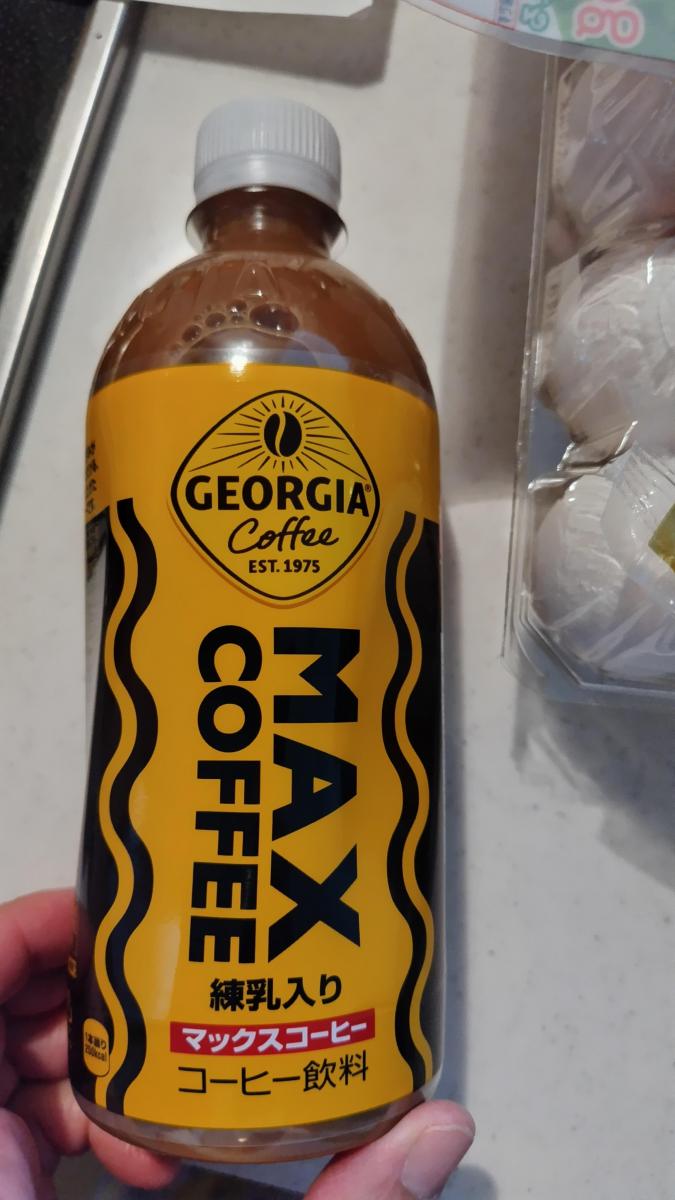 GEORGIA®
Coffee
EST. 1975
MAX
COFFEE
練乳入り
マックスコーヒー
コーヒー飲料